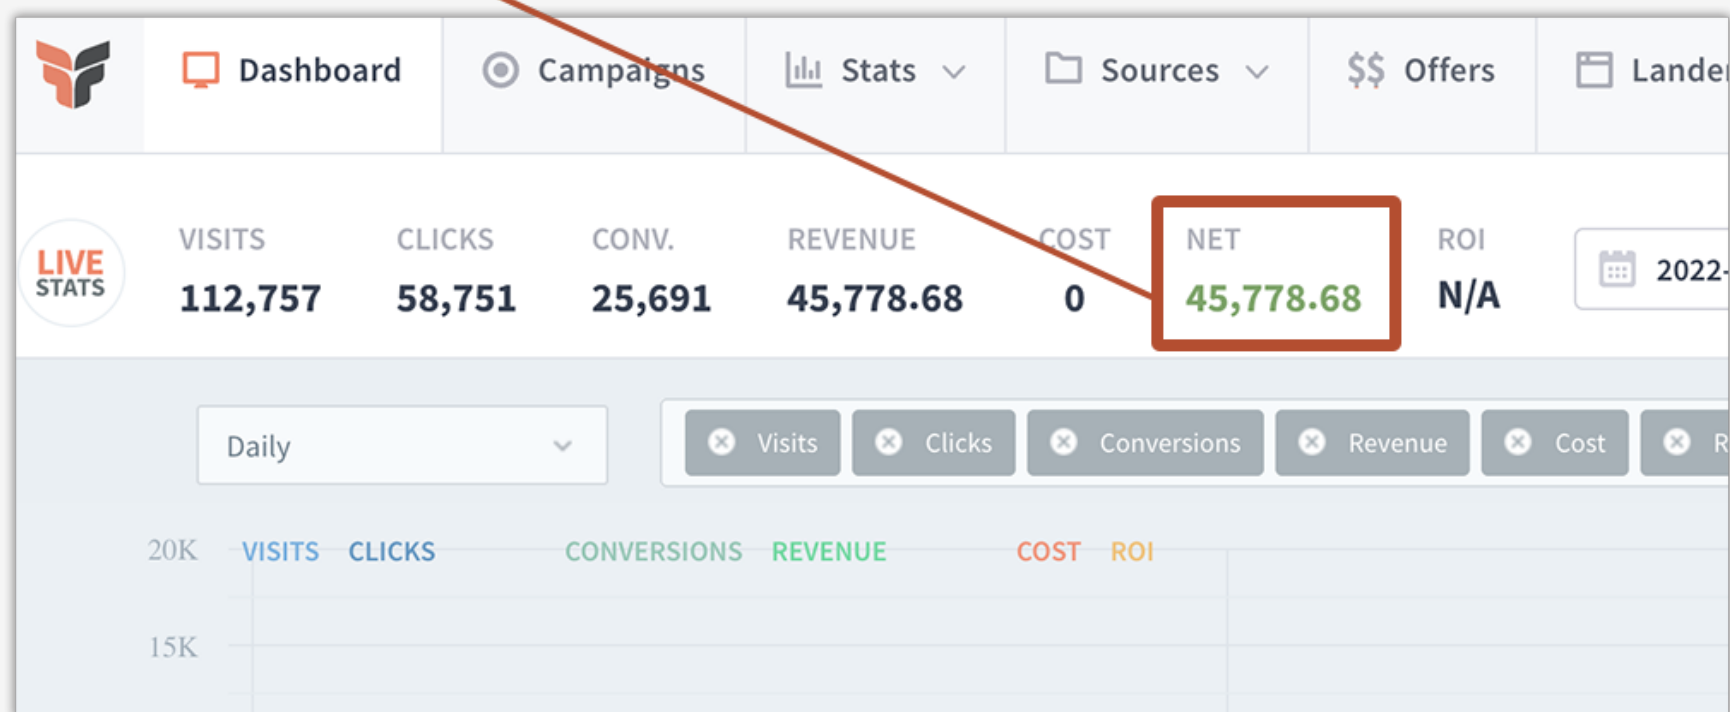 Dashboard Campaigns Stats Sources $$ Offers
LIVE STATS
VISITS CLICKS CONV. REVENUE COST NET ROI
112,757 58,751 25,691 45,778.68 0 45,778.68 N/A 2022-
Daily Visits Clicks Conversions Revenue Cost R
20K VISITS CLICKS CONVERSIONS REVENUE COST ROI
15K